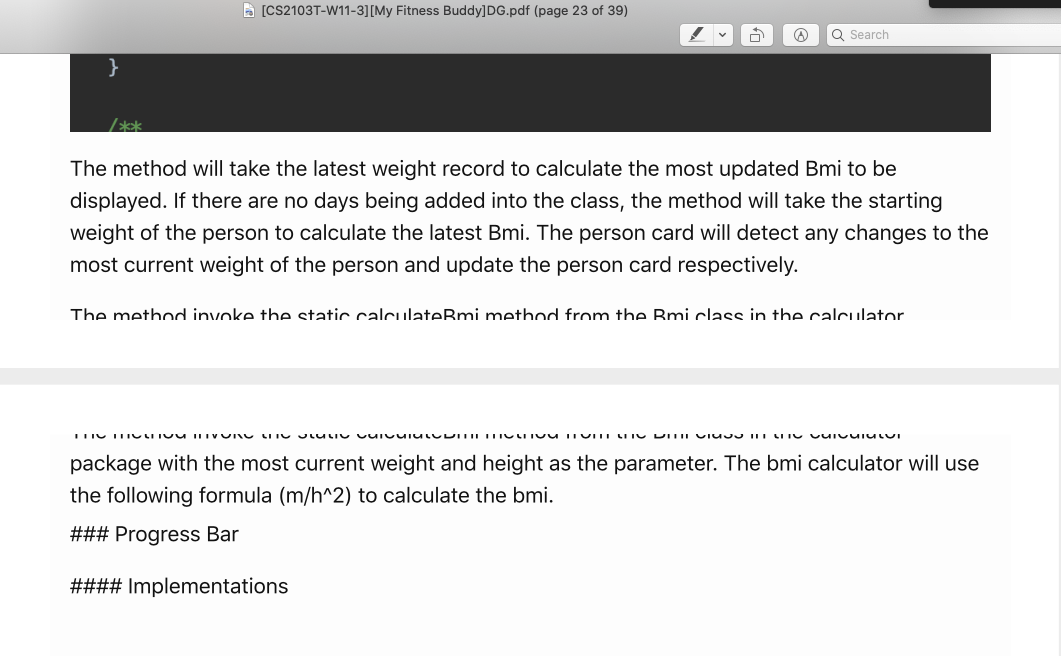 [CS2103T-W11-3][My Fitness Buddy]DG.pdf (page 23 of 39)
Search
}
/**
The method will take the latest weight record to calculate the most updated Bmi to be
displayed. If there are no days being added into the class, the method will take the starting
weight of the person to calculate the latest Bmi. The person card will detect any changes to the
most current weight of the person and update the person card respectively.
The method invoke the static calculateBmi method from the Bmi class in the calculator
The method invoke the static calculateBmi method from the Bmi class in the calculator
package with the most current weight and height as the parameter. The bmi calculator will use
the following formula (m/h^2) to calculate the bmi.
### Progress Bar
#### Implementations